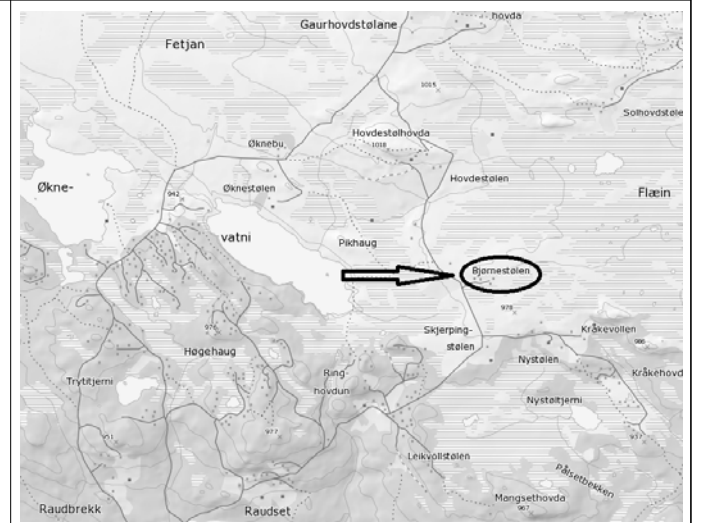 hovda
Gaurhovdstølane
Fetjan
1015
Solhovdstøle
Øknebu
Hovdestølhovda
1018
Hovdestølen
Økne-
Øknestølen
942
Flæin
vatni
Pikhaug
Bjørnestølen
978
Skjerping-
stølen
976
Kråkevollen
986
Høgehaug
Nystølen
Ring-
hovdun
Kråkehovd
Trytitjerni
Nystøltjerni
977
937
Leikvollstølen
Pålsetbekken
Mangsethovda
967
Raudbrekk
Raudset